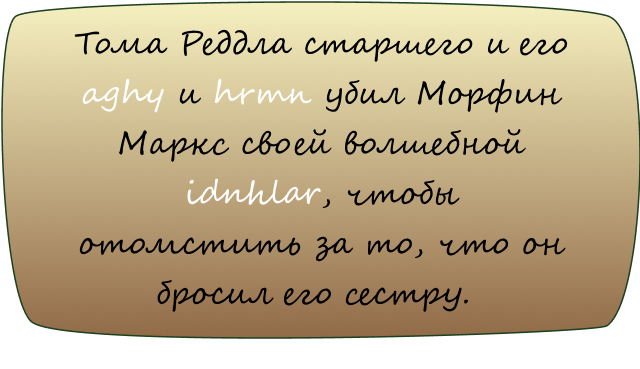 Тома Реддла старшего и его
aghy и hrmn убил Морфин
Маркс своей волшебной
idnhlar, чтобы
отомстить за то, что он
бросил его сестру.